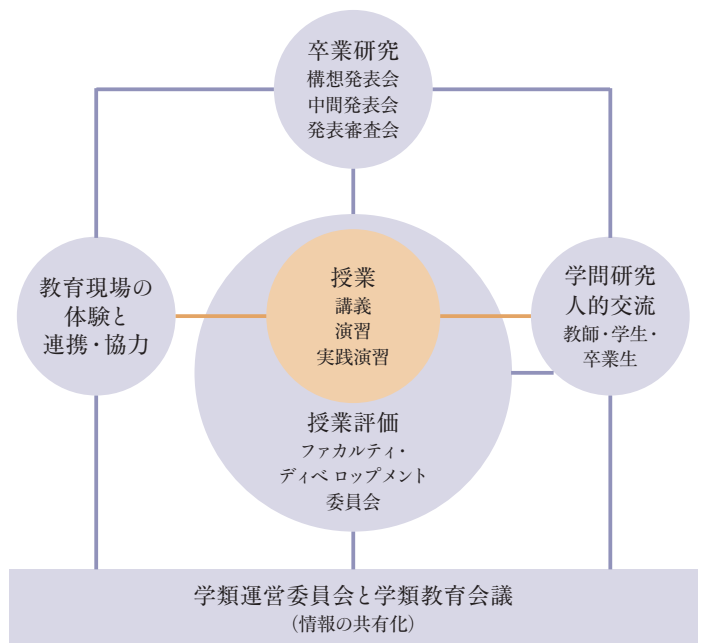 卒業研究
構想発表会
中間発表会
発表審査会
教育現場の
体験と
連携・協力
授業
講義
演習
実践演習
学問研究
人的交流
教師・学生・
卒業生
授業評価
ファカルティ・
ディベロップメント
委員会
学類運営委員会と学類教育会議
(情報の共有化)